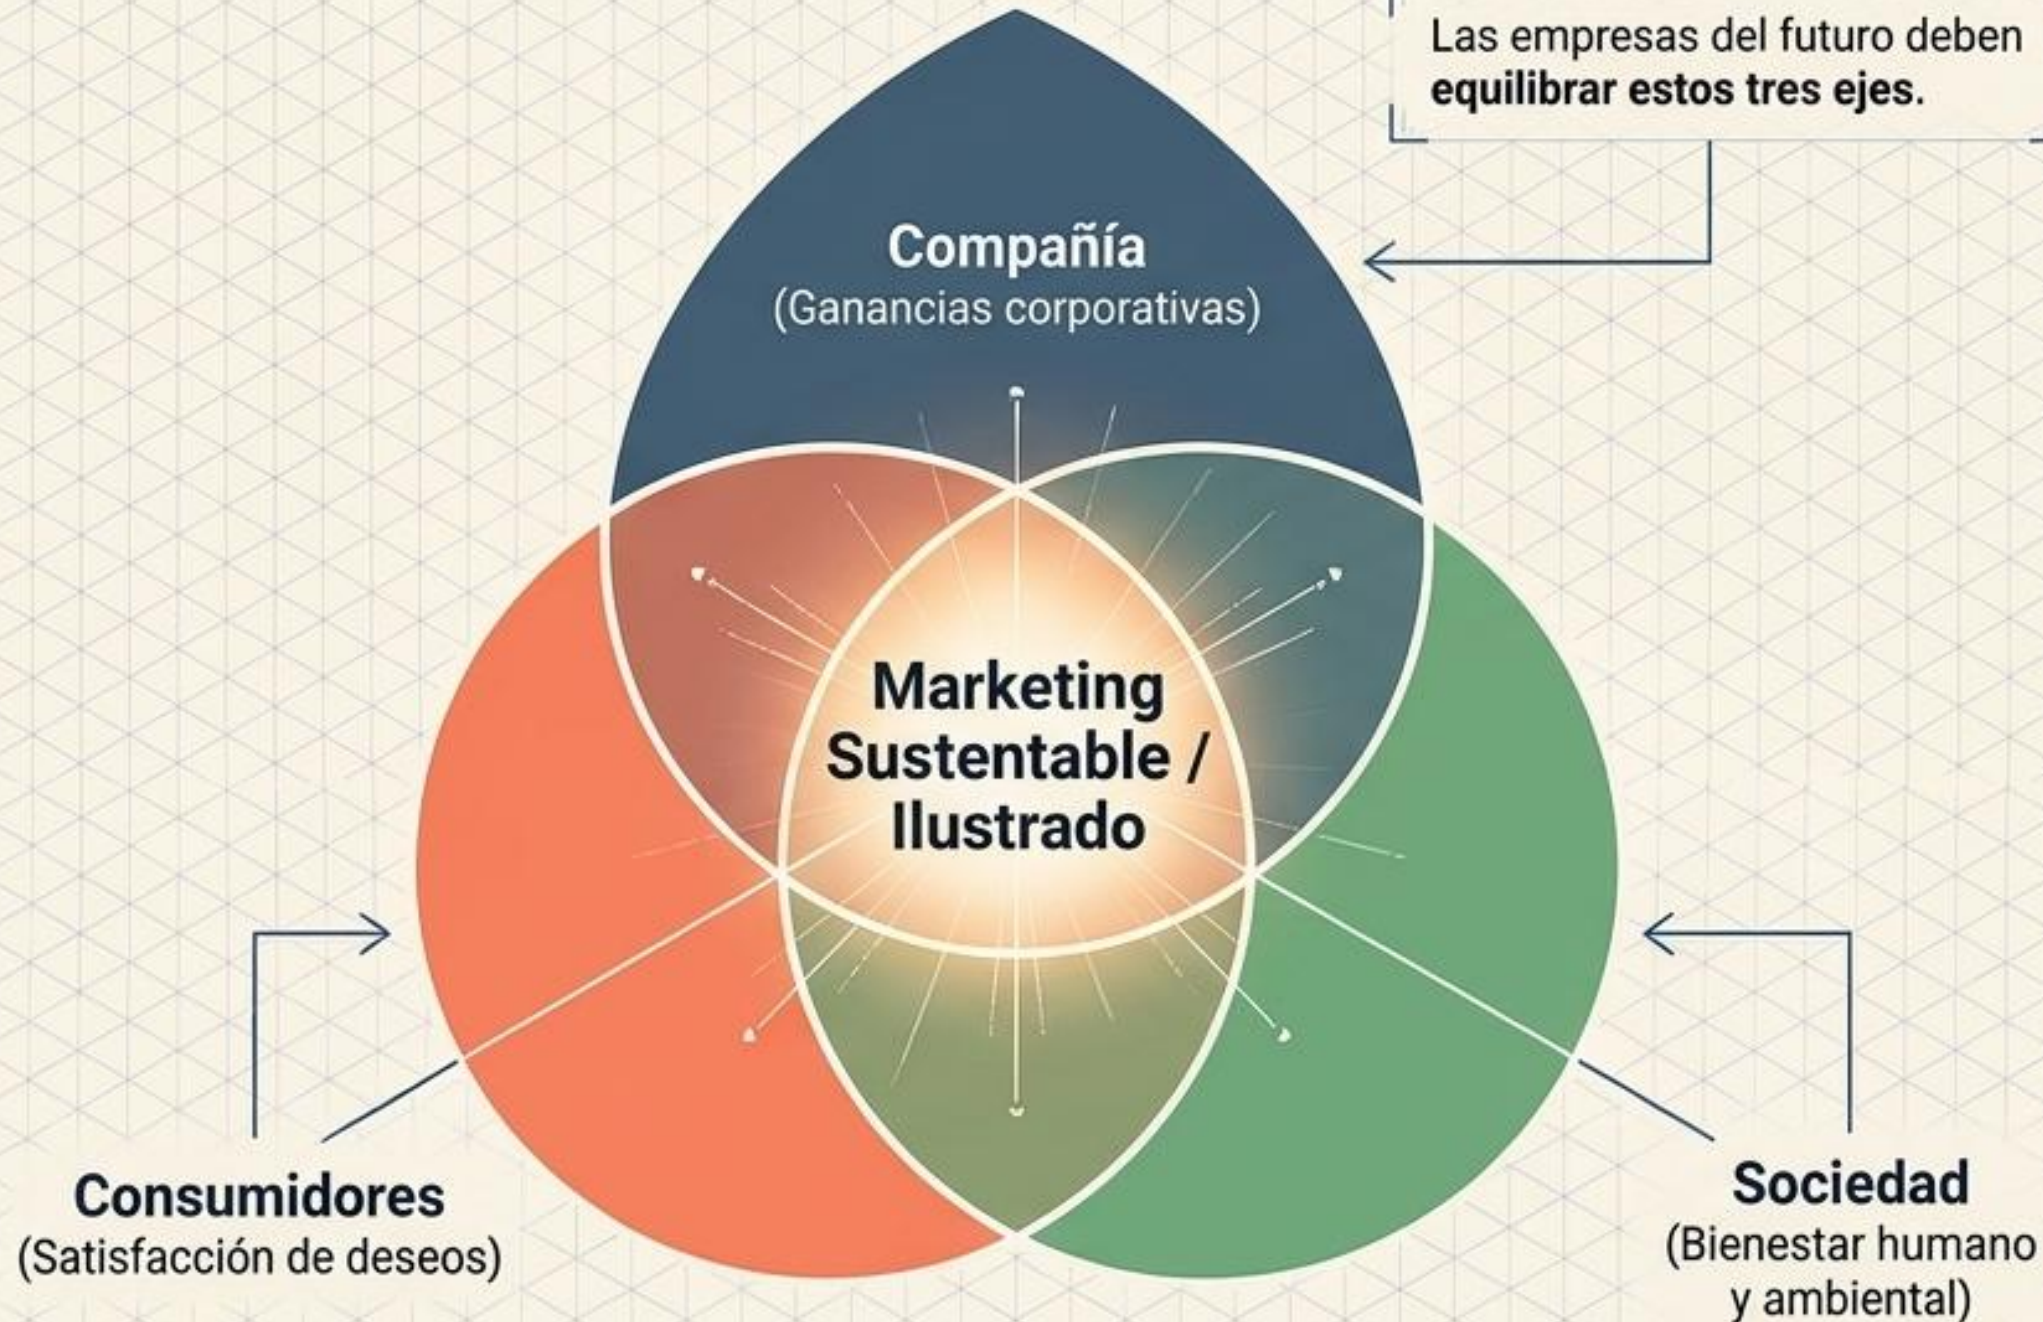 Las empresas del futuro deben
equilibrar estos tres ejes.
Compañía
(Ganancias corporativas)
Marketing
Sustentable /
Ilustrado
Consumidores
(Satisfacción de deseos)
Sociedad
(Bienestar humano
y ambiental)